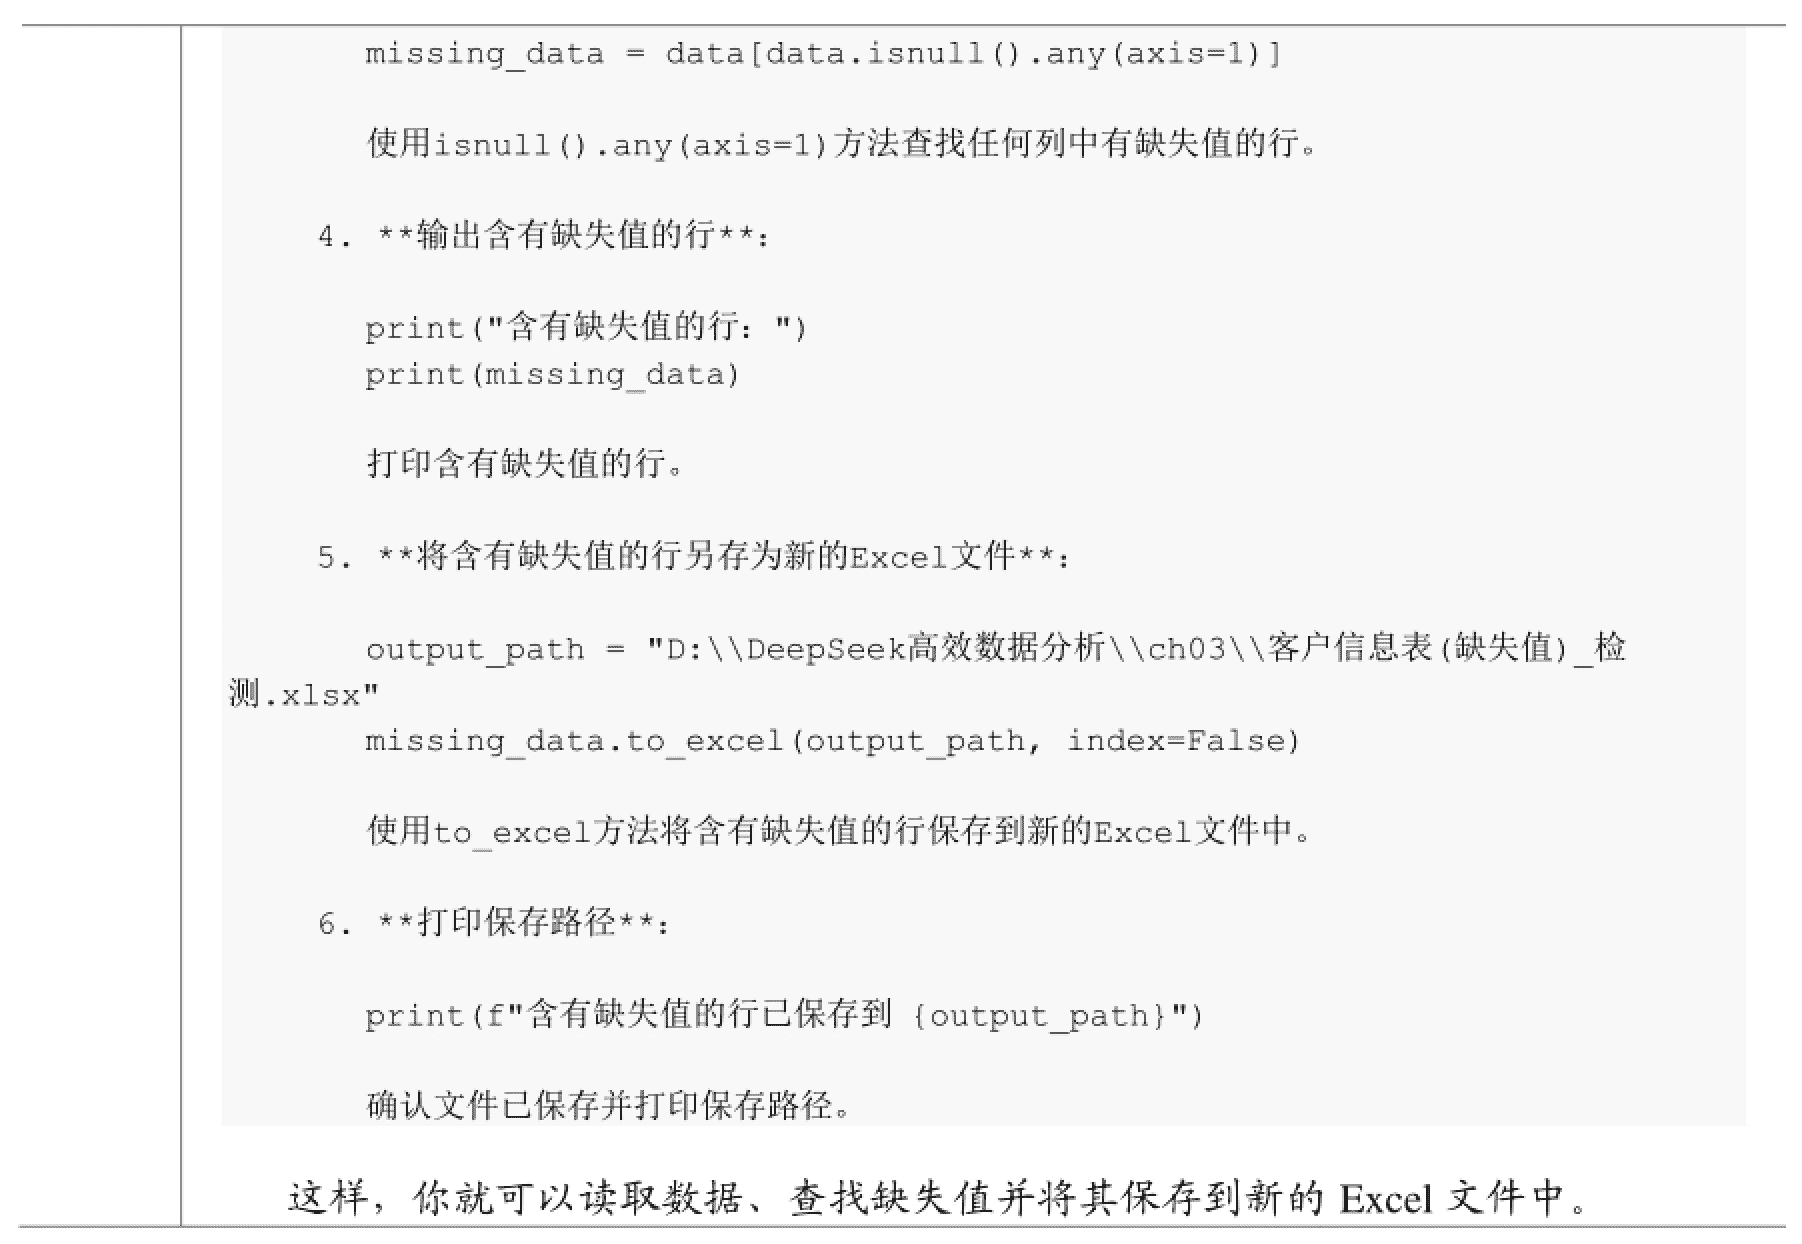 missing_data = data[data.isnull().any(axis=1)]
使用isnull().any(axis=1)方法查找任何列中有缺失值的行。
4. **输出含有缺失值的行**：
print("含有缺失值的行：")
print(missing_data)
打印含有缺失值的行。
5. **将含有缺失值的行另存为新的Excel文件**：
output_path = "D:\\DeepSeek高效数据分析\\ch03\\客户信息表(缺失值)_检
测.xlsx"
missing_data.to_excel(output_path, index=False)
使用to_excel方法将含有缺失值的行保存到新的Excel文件中。
6. **打印保存路径**：
print(f"含有缺失值的行已保存到 {output_path}")
确认文件已保存并打印保存路径。
这样，你就可以读取数据、查找缺失值并将其保存到新的 Excel 文件中。